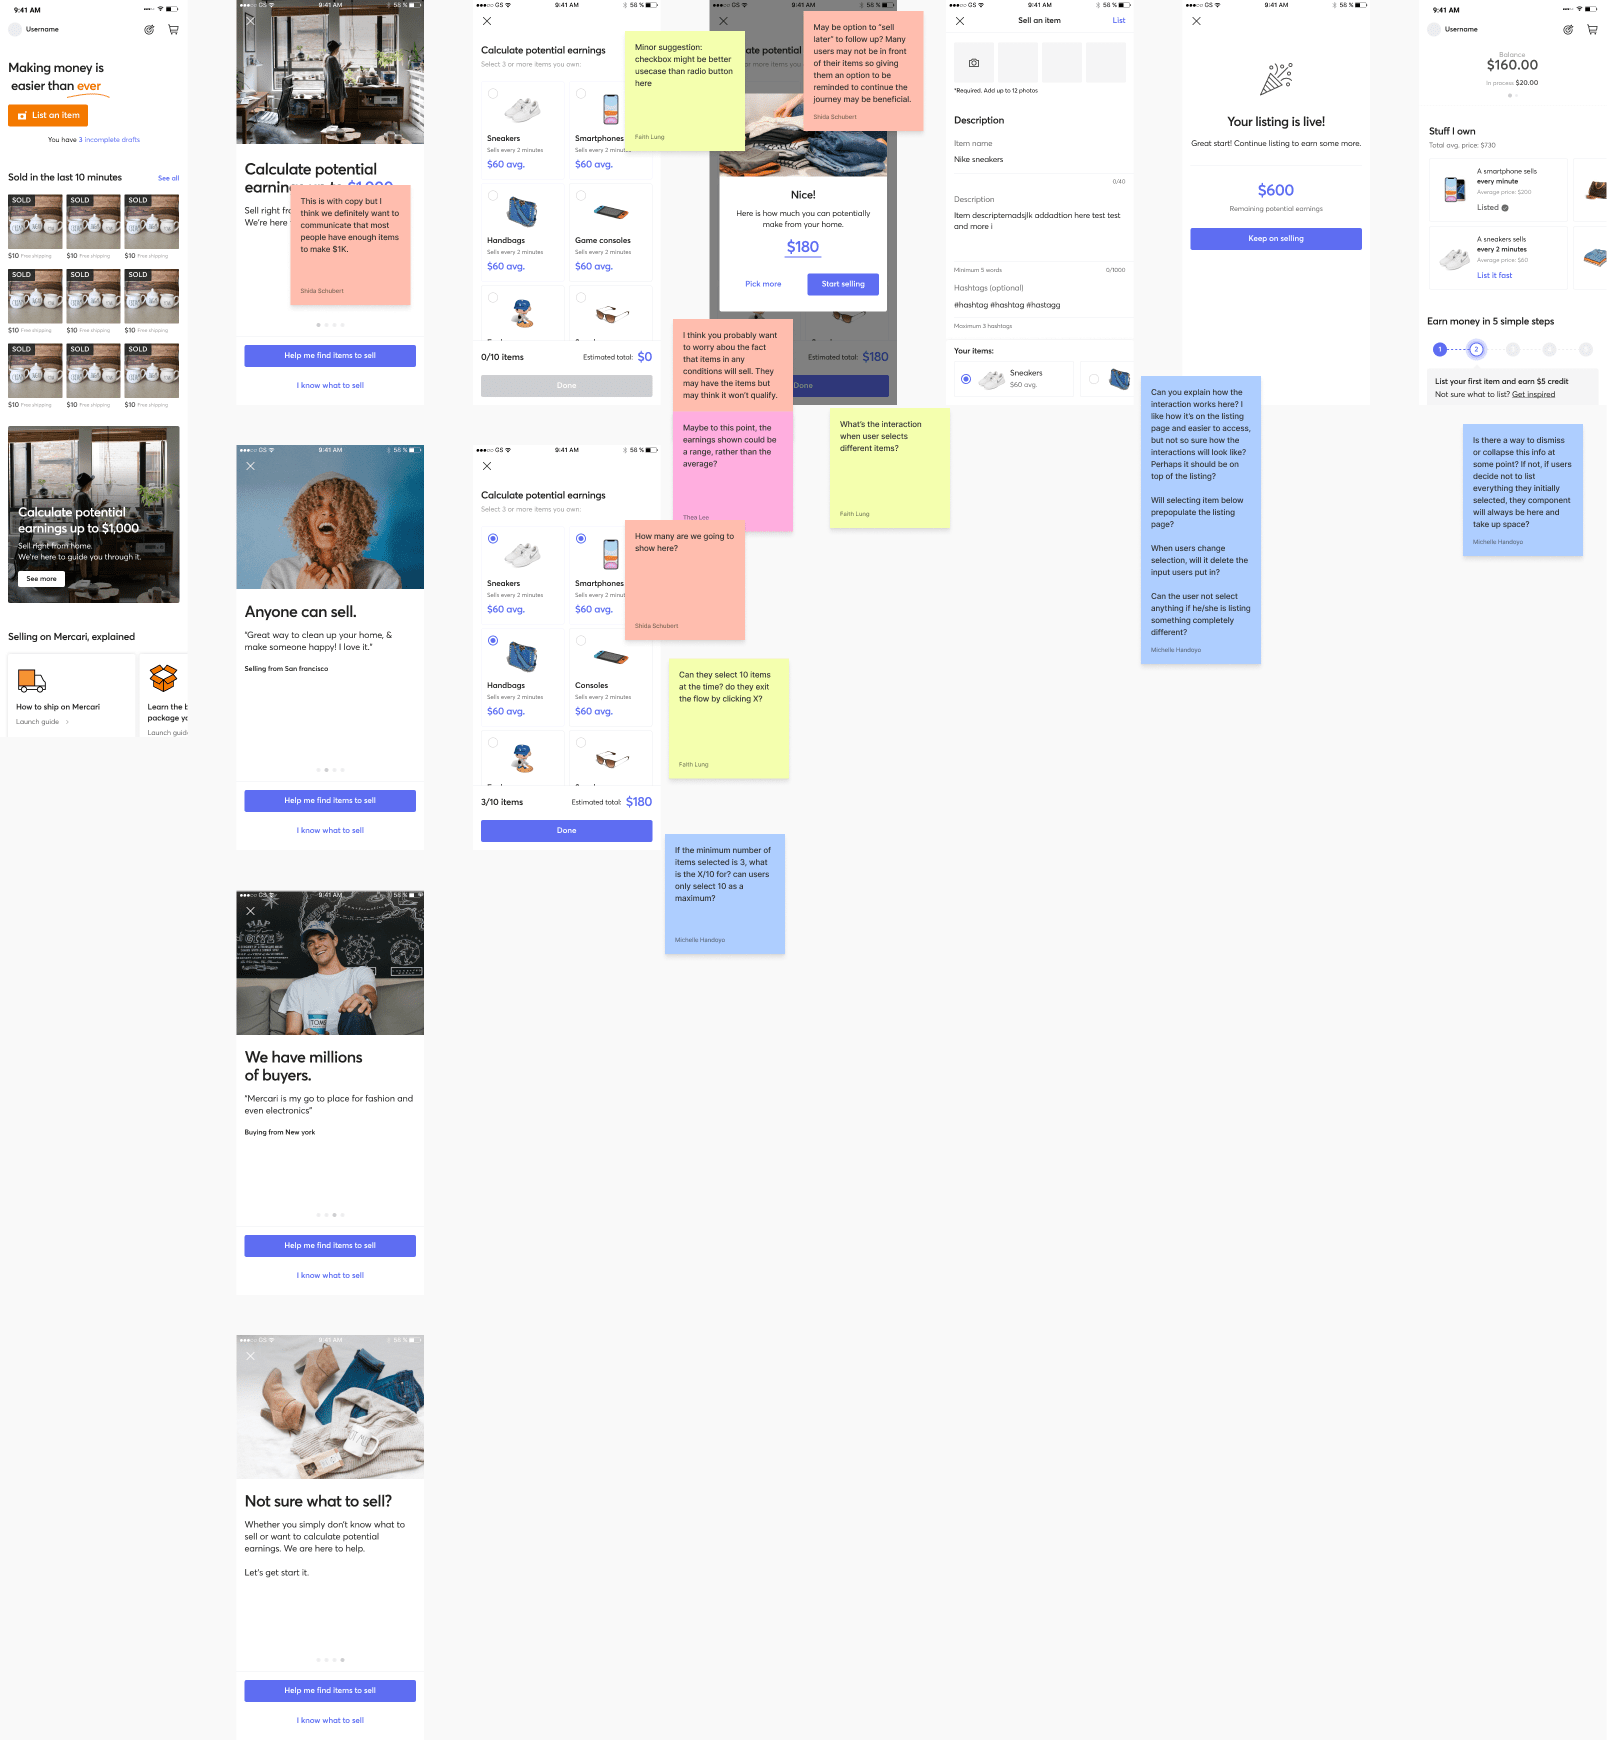 9:41 AM
Username
Making money is
easier than ever
List an item
You have 3 incomplete drafts
Sold in the last 10 minutes
See all
SOLD
SOLD
SOLD
$10 Free shipping
$10 Free shipping
$10 Free shipping
SOLD
SOLD
SOLD
$10 Free shipping
$10 Free shipping
$10 Free shipping
SOLD
SOLD
SOLD
$10 Free shipping
$10 Free shipping
$10 Free shipping
Calculate potential
earnings up to $1,000
Sell right from home.
We're here to guide you through it.
See more
Selling on Mercari, explained
How to ship on Mercari
Launch guide
Learn the b
package yo
Launch guid
GS 9:41 AM 58 %
Calculate potential
earnings up to $1,000
Sell right fr
We're here
This is with copy but I
think we definitely want to
communicate that most
people have enough items
to make $1K.
Shida Schubert
Help me find items to sell
I know what to sell
GS 9:41 AM 58 %
Anyone can sell.
"Great way to clean up your home, &
make someone happy! I love it."
Selling from San francisco
Help me find items to sell
I know what to sell
GS 9:41 AM 58 %
We have millions
of buyers.
"Mercari is my go to place for fashion and
even electronics"
Buying from New york
Help me find items to sell
I know what to sell
GS 9:41 AM 58 %
Not sure what to sell?
Whether you simply don't know what to
sell or want to calculate potential
earnings. We are here to help.
Let's get start it.
Help me find items to sell
I know what to sell
GS 9:41 AM 58 %
Calculate potential earnings
Select 3 or more items you own:
Sneakers
Sells every 2 minutes
$60 avg.
Smartphones
Sells every 2 minut
$60 avg.
Handbags
Sells every 2 minutes
$60 avg.
Game consoles
Sells every 2 minutes
$60 avg.
0/10 items
Estimated total: $0
Done
Minor suggestion:
checkbox might be better
usecase than radio button
here
Faith Lung
GS 9:41 AM 58 %
Calculate potential earnings
Select 3 or more items you own:
Sneakers
Sells every 2 minutes
$60 avg.
Smartphones
Sells every 2 minut
$60 avg.
Handbags
Sells every 2 minutes
$60 avg.
Consoles
Sells every 2 minutes
$60 avg.
3/10 items
Estimated total: $180
Done
How many are we going to
show here?
Shida Schubert
Can they select 10 items
at the time? do they exit
the flow by clicking X?
Faith Lung
If the minimum number of
items selected is 3, what
is the X/10 for? can users
only select 10 as a
maximum?
Michelle Handoyo
GS 9:41 AM 58 %
ate potential
or more items you
Nice!
Here is how much you can potentially
make from your home.
$180
Pick more
Start selling
Estimated total: $180
Done
May be option to "sell
later" to follow up? Many
users may not be in front
of their items so giving
them an option to be
reminded to continue the
journey may be beneficial.
Shida Schubert
I think you probably want
to worry abou the fact
that items in any
conditions will sell. They
may have the items but
may think it won't qualify.
Maybe to this point, the
earnings shown could be
a range, rather than the
average?
Thea Lee
What's the interaction
when user selects
different items?
Faith Lung
GS 9:41 AM 58 %
Sell an item
List
*Required. Add up to 12 photos
Description
Item name
Nike sneakers
0/40
Description
Item descripternadsjlk addadtion here test test
and more i
Minimum 5 words
0/1000
Hashtags (optional)
#hashtag #hashtag #hastagg
Maximum 3 hashtags
Your items:
Sneakers
$60 avg.
Can you explain how the
interaction works here? I
like how it's on the listing
page and easier to access,
but not so sure how the
interactions will look like?
Perhaps it should be on
top of the listing?
Will selecting item below
prepopulate the listing
page?
When users change
selection, will it delete the
input users put in?
Can the user not select
anything if he/she is listing
something completely
different?
Michelle Handoyo
GS 9:41 AM 58 %
Your listing is live!
Great start! Continue listing to earn some more.
$600
Remaining potential earnings
Keep on selling
9:41 AM
Username
Balance
$160.00
In process $20.00
Stuff I own
Total avg. price: $730
A smartphone sells
every minute
Average price: $200
Listed
A sneakers sells
every 2 minutes
Average price: $60
List it fast
Earn money in 5 simple steps
1
2
3
4
5
List your first item and earn $5 credit
Not sure what to list? Get inspired
Is there a way to dismiss
or collapse this info at
some point? If not, if users
decide not to list
everything they initially
selected, they component
will always be here and
take up space?
Michelle Handoyo